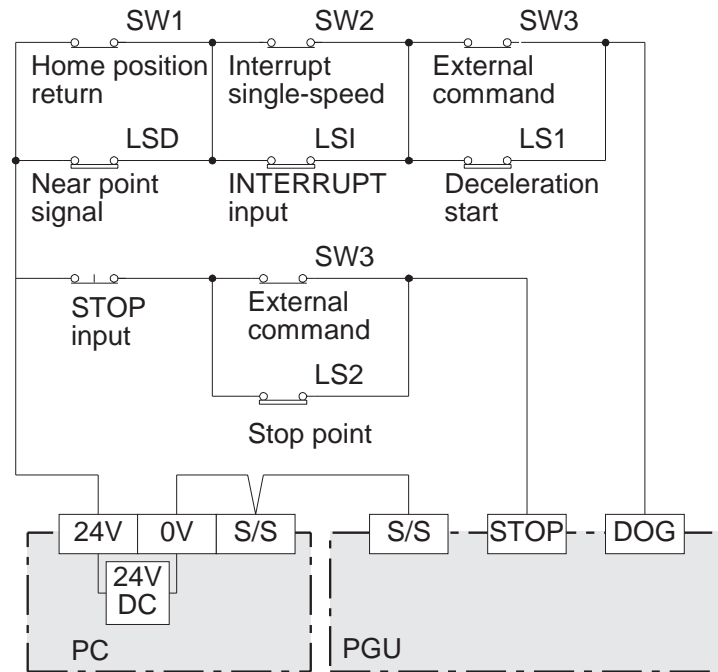 SW1
SW2
SW3
Home position
return
Interrupt
single-speed
External
command
LSD
LSI
LS1
Near point
signal
INTERRUPT
input
Deceleration
start
SW3
STOP
input
External
command
LS2
Stop point
24V
0V
S/S
S/S
STOP
DOG
24V
DC
PC
PGU